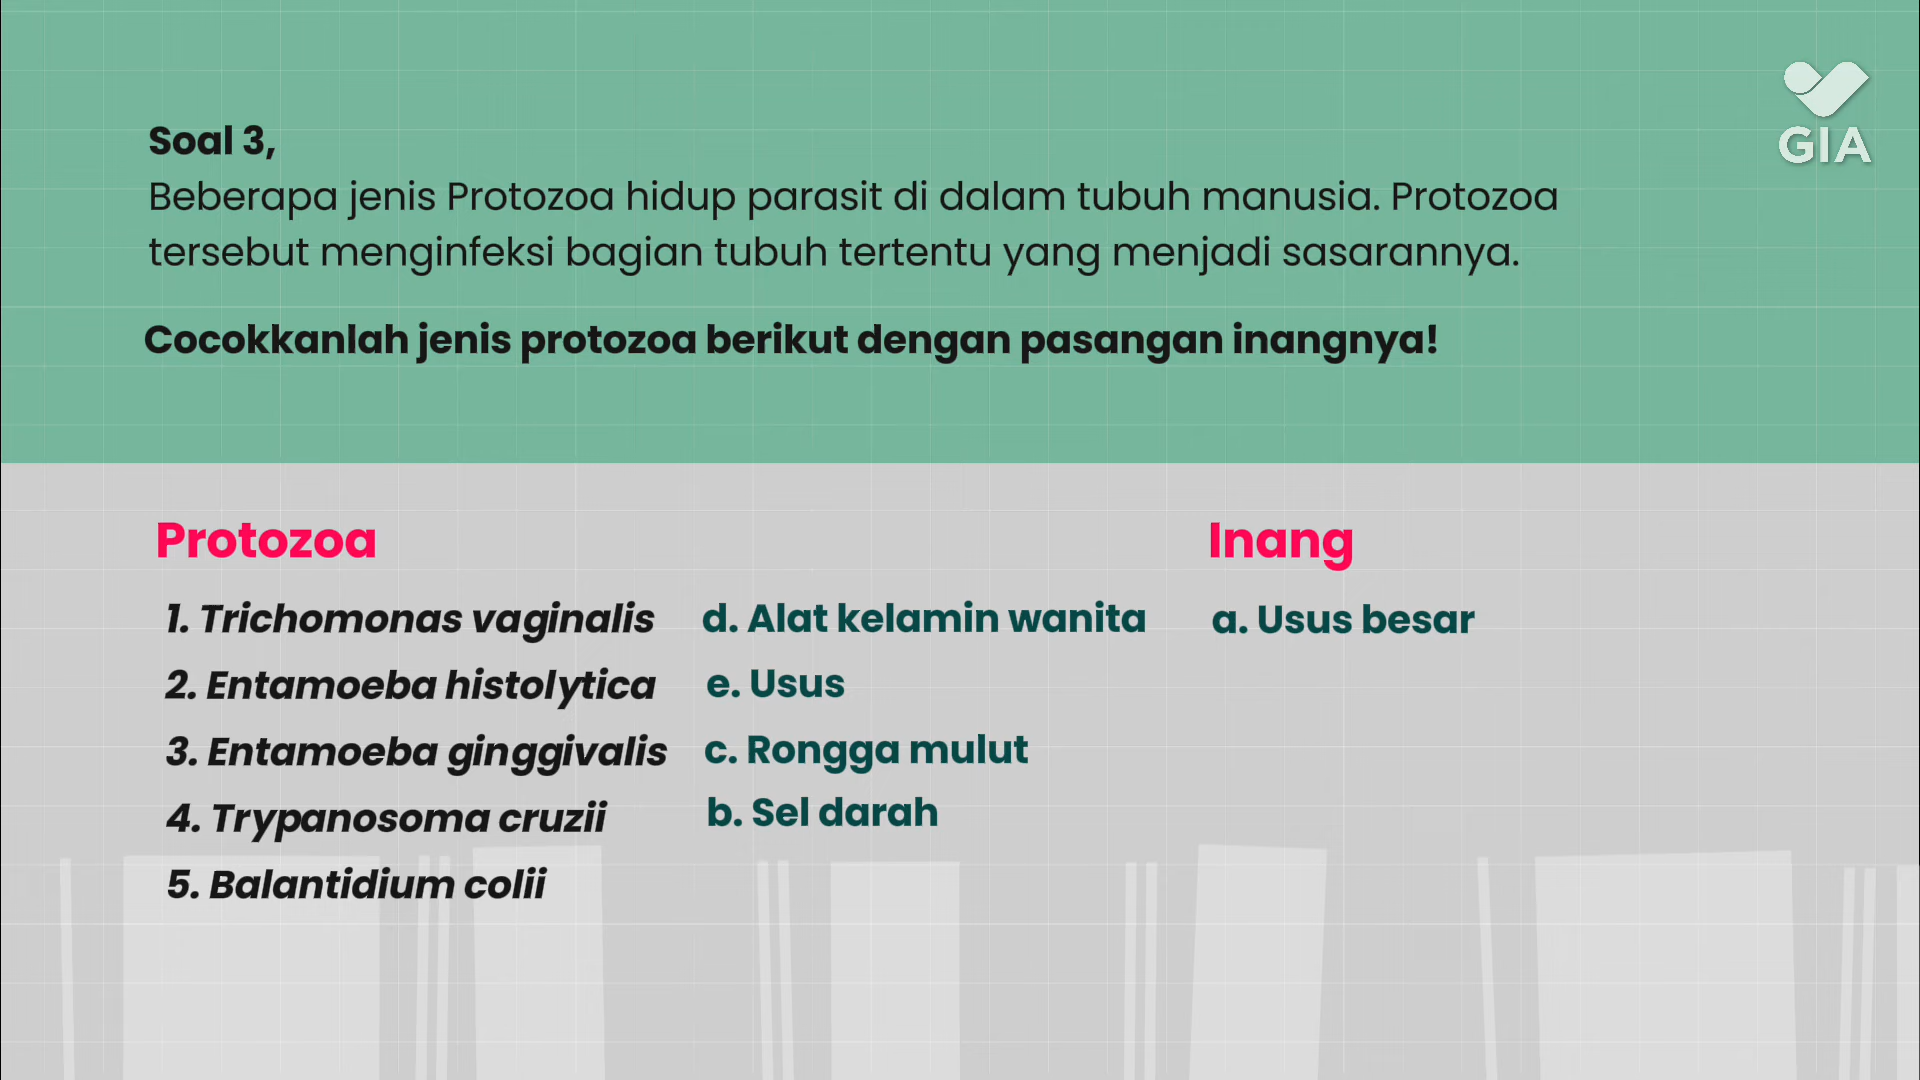 GIA
Soal 3,
Beberapa jenis Protozoa hidup parasit di dalam tubuh manusia. Protozoa
tersebut menginfeksi bagian tubuh tertentu yang menjadi sasarannya.
Cocokkanlah jenis protozoa berikut dengan pasangan inangnya!
Protozoa
Inang
1. Trichomonas vaginalis d. Alat kelamin wanita a. Usus besar
2. Entamoeba histolytica e. Usus
3. Entamoeba ginggivalis c. Rongga mulut
4. Trypanosoma cruzii b. Sel darah
5. Balantidium colii